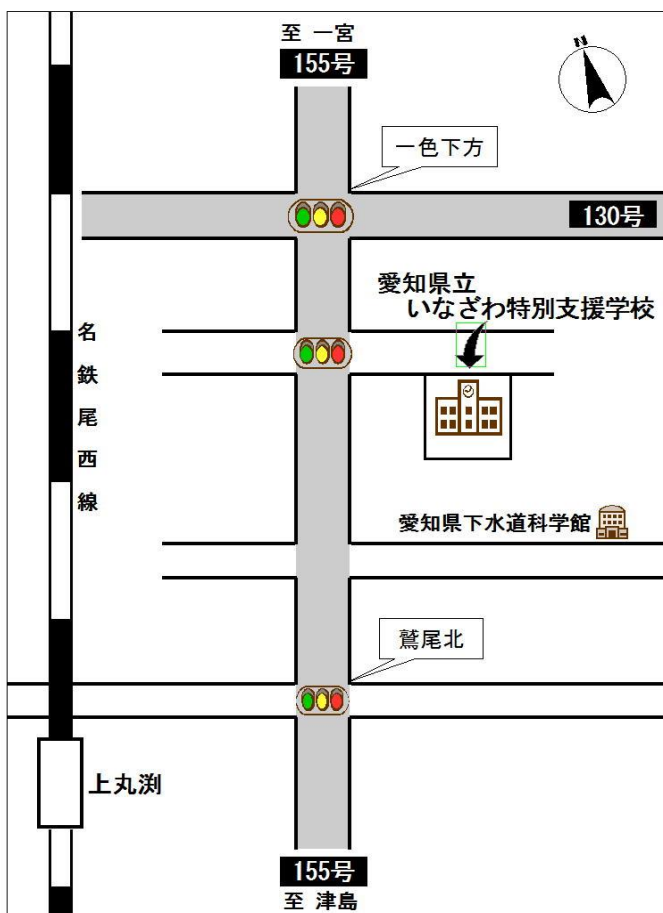 至 一宮
155号
N
一色下方
130号
愛知県立
いなざわ特別支援学校
名鉄尾西線
愛知県下水道科学館
鷲尾北
上丸渕
155号
至 津島